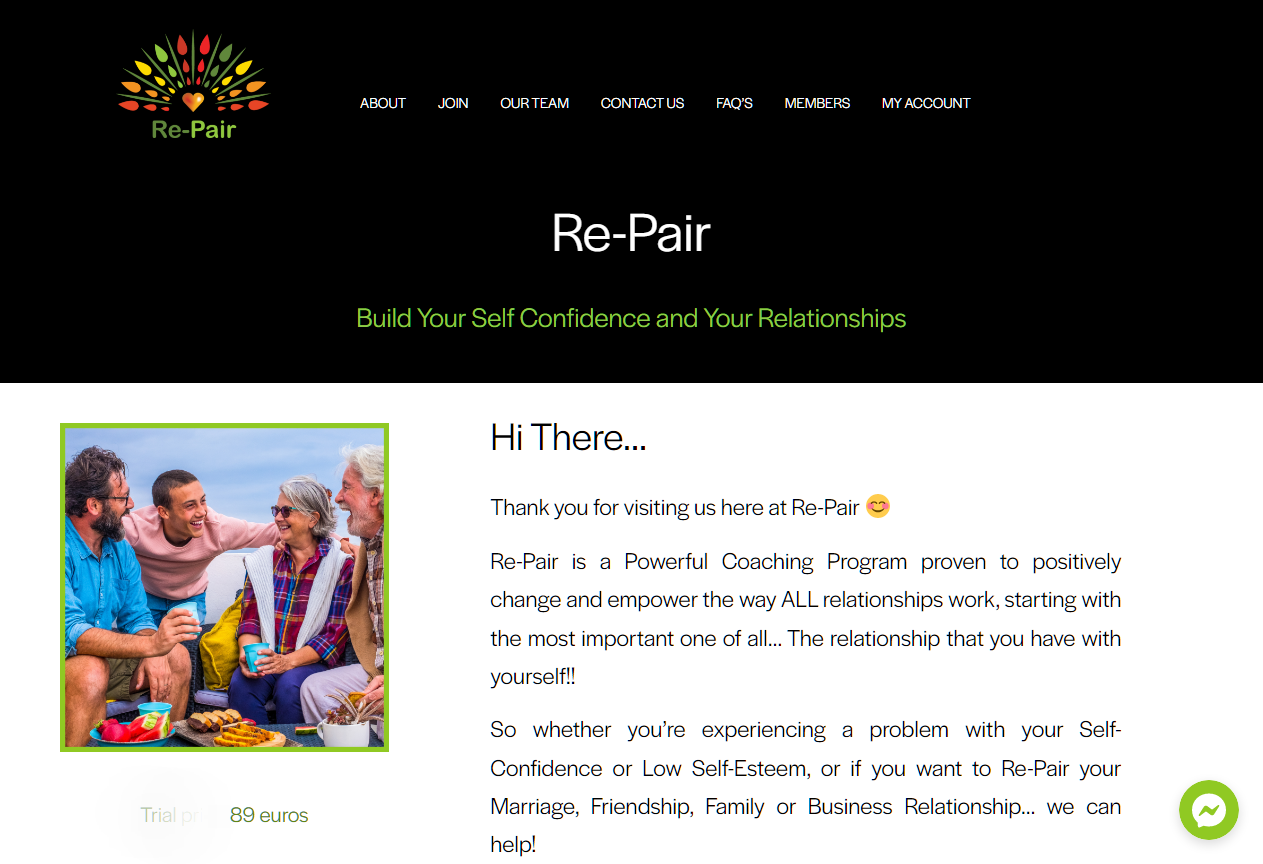 Re-Pair
ABOUT JOIN OUR TEAM CONTACT US FAQ'S MEMBERS MY ACCOUNT
Re-Pair
Build Your Self Confidence and Your Relationships
Hi There...
Thank you for visiting us here at Re-Pair 😊
Re-Pair is a Powerful Coaching Program proven to positively
change and empower the way ALL relationships work, starting with
the most important one of all... The relationship that you have with
yourself!!
So whether you’re experiencing a problem with your Self-
Confidence or Low Self-Esteem, or if you want to Re-Pair your
Marriage, Friendship, Family or Business Relationship... we can
help!
Trial 89 euros